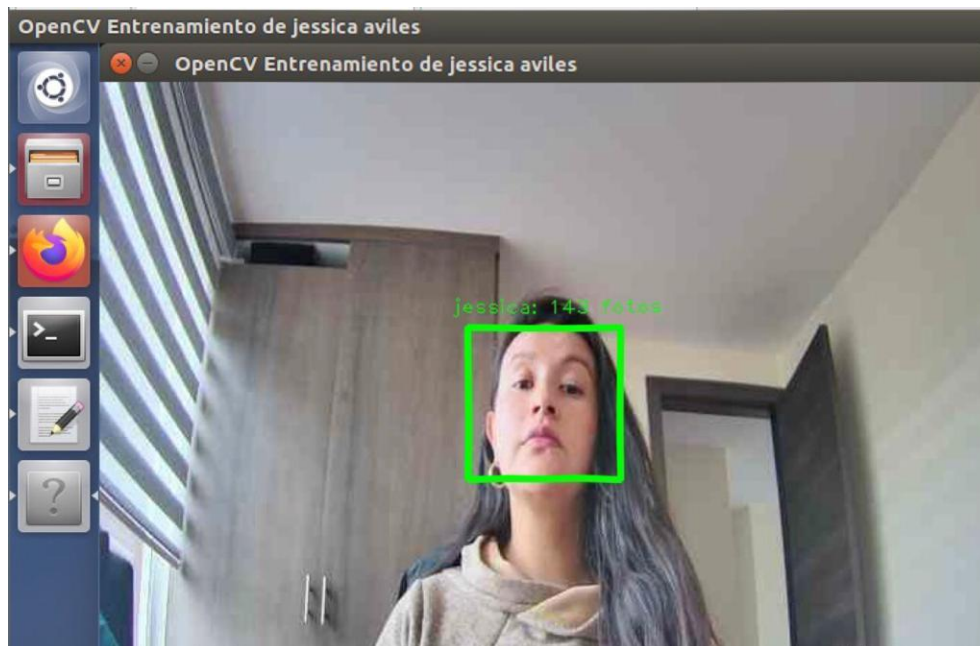 OpenCV Entrenamiento de jessica aviles
OpenCV Entrenamiento de jessica aviles
jessica: 143 fotos
>_
?